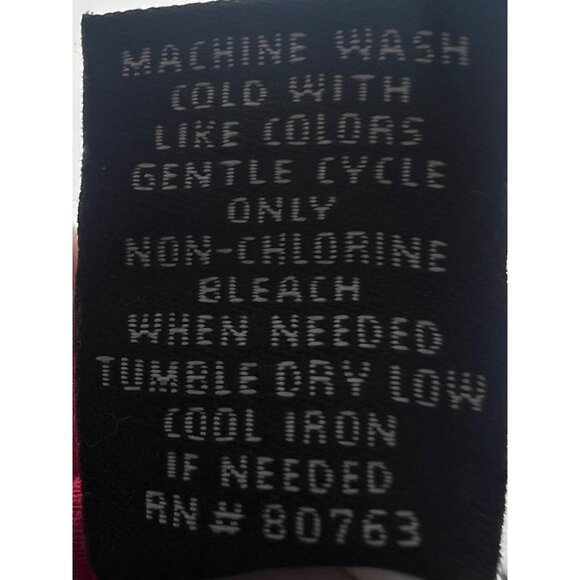 MACHINE WASH
COLD WITH
LIKE COLORS
GENTLE CYCLE
ONLY
NON-CHLORINE
BLEACH
WHEN NEEDED
TUMBLE DRY LOW
COOL IRON
IF NEEDED
RN# 80763